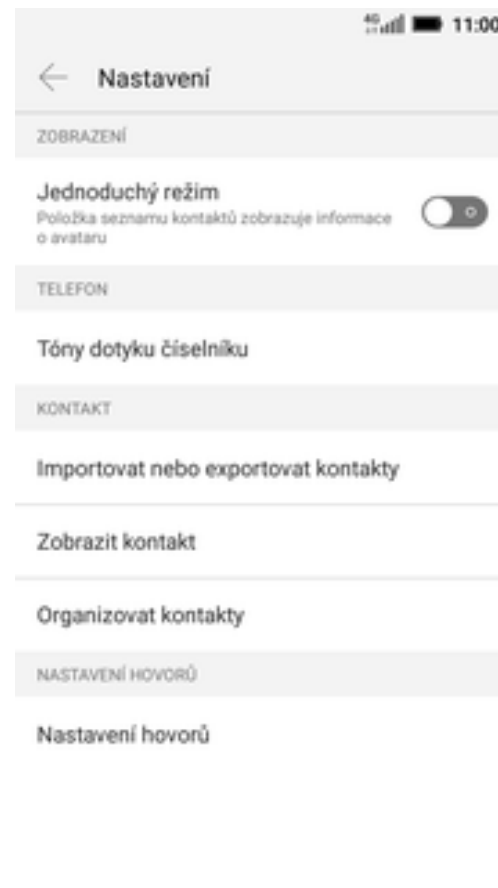 4G 11:00
Nastavení
ZOBRAZENÍ
Jednoduchý režim
Položka seznamu kontaktů zobrazuje informace
o avataru
TELEFON
Tóny dotyku číselníku
KONTAKT
Importovat nebo exportovat kontakty
Zobrazit kontakt
Organizovat kontakty
NASTAVENÍ HOVORŮ
Nastavení hovorů